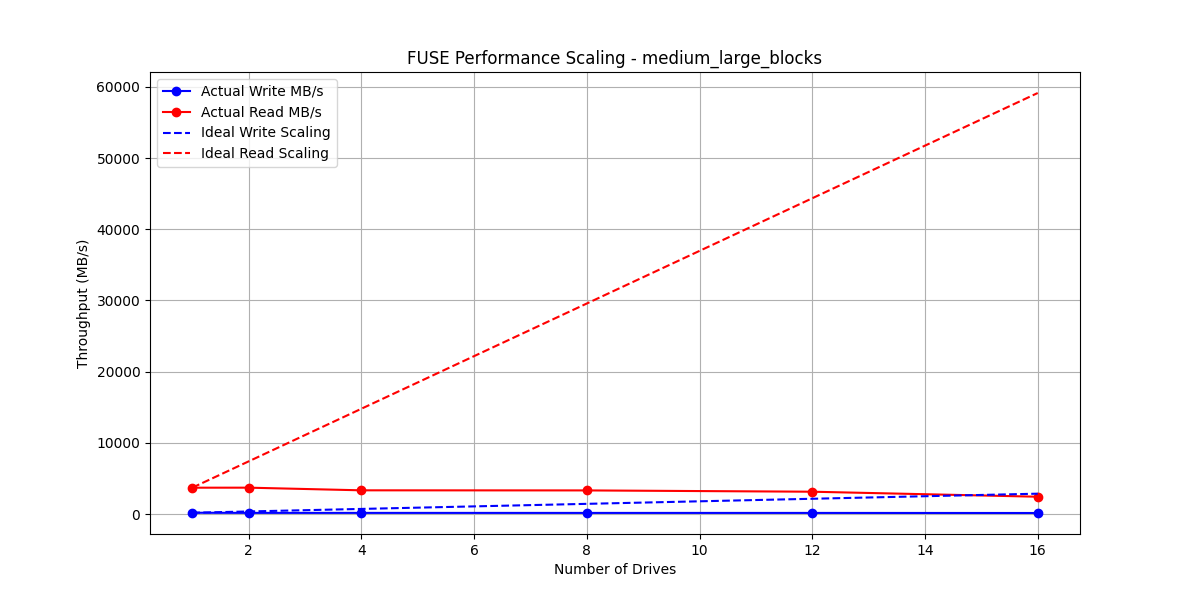 FUSE Performance Scaling - medium_large_blocks
Actual Write MB/s
Actual Read MB/s
Ideal Write Scaling
Ideal Read Scaling
Throughput (MB/s)
60000
50000
40000
30000
20000
10000
0
2 4 6 8 10 12 14 16
Number of Drives